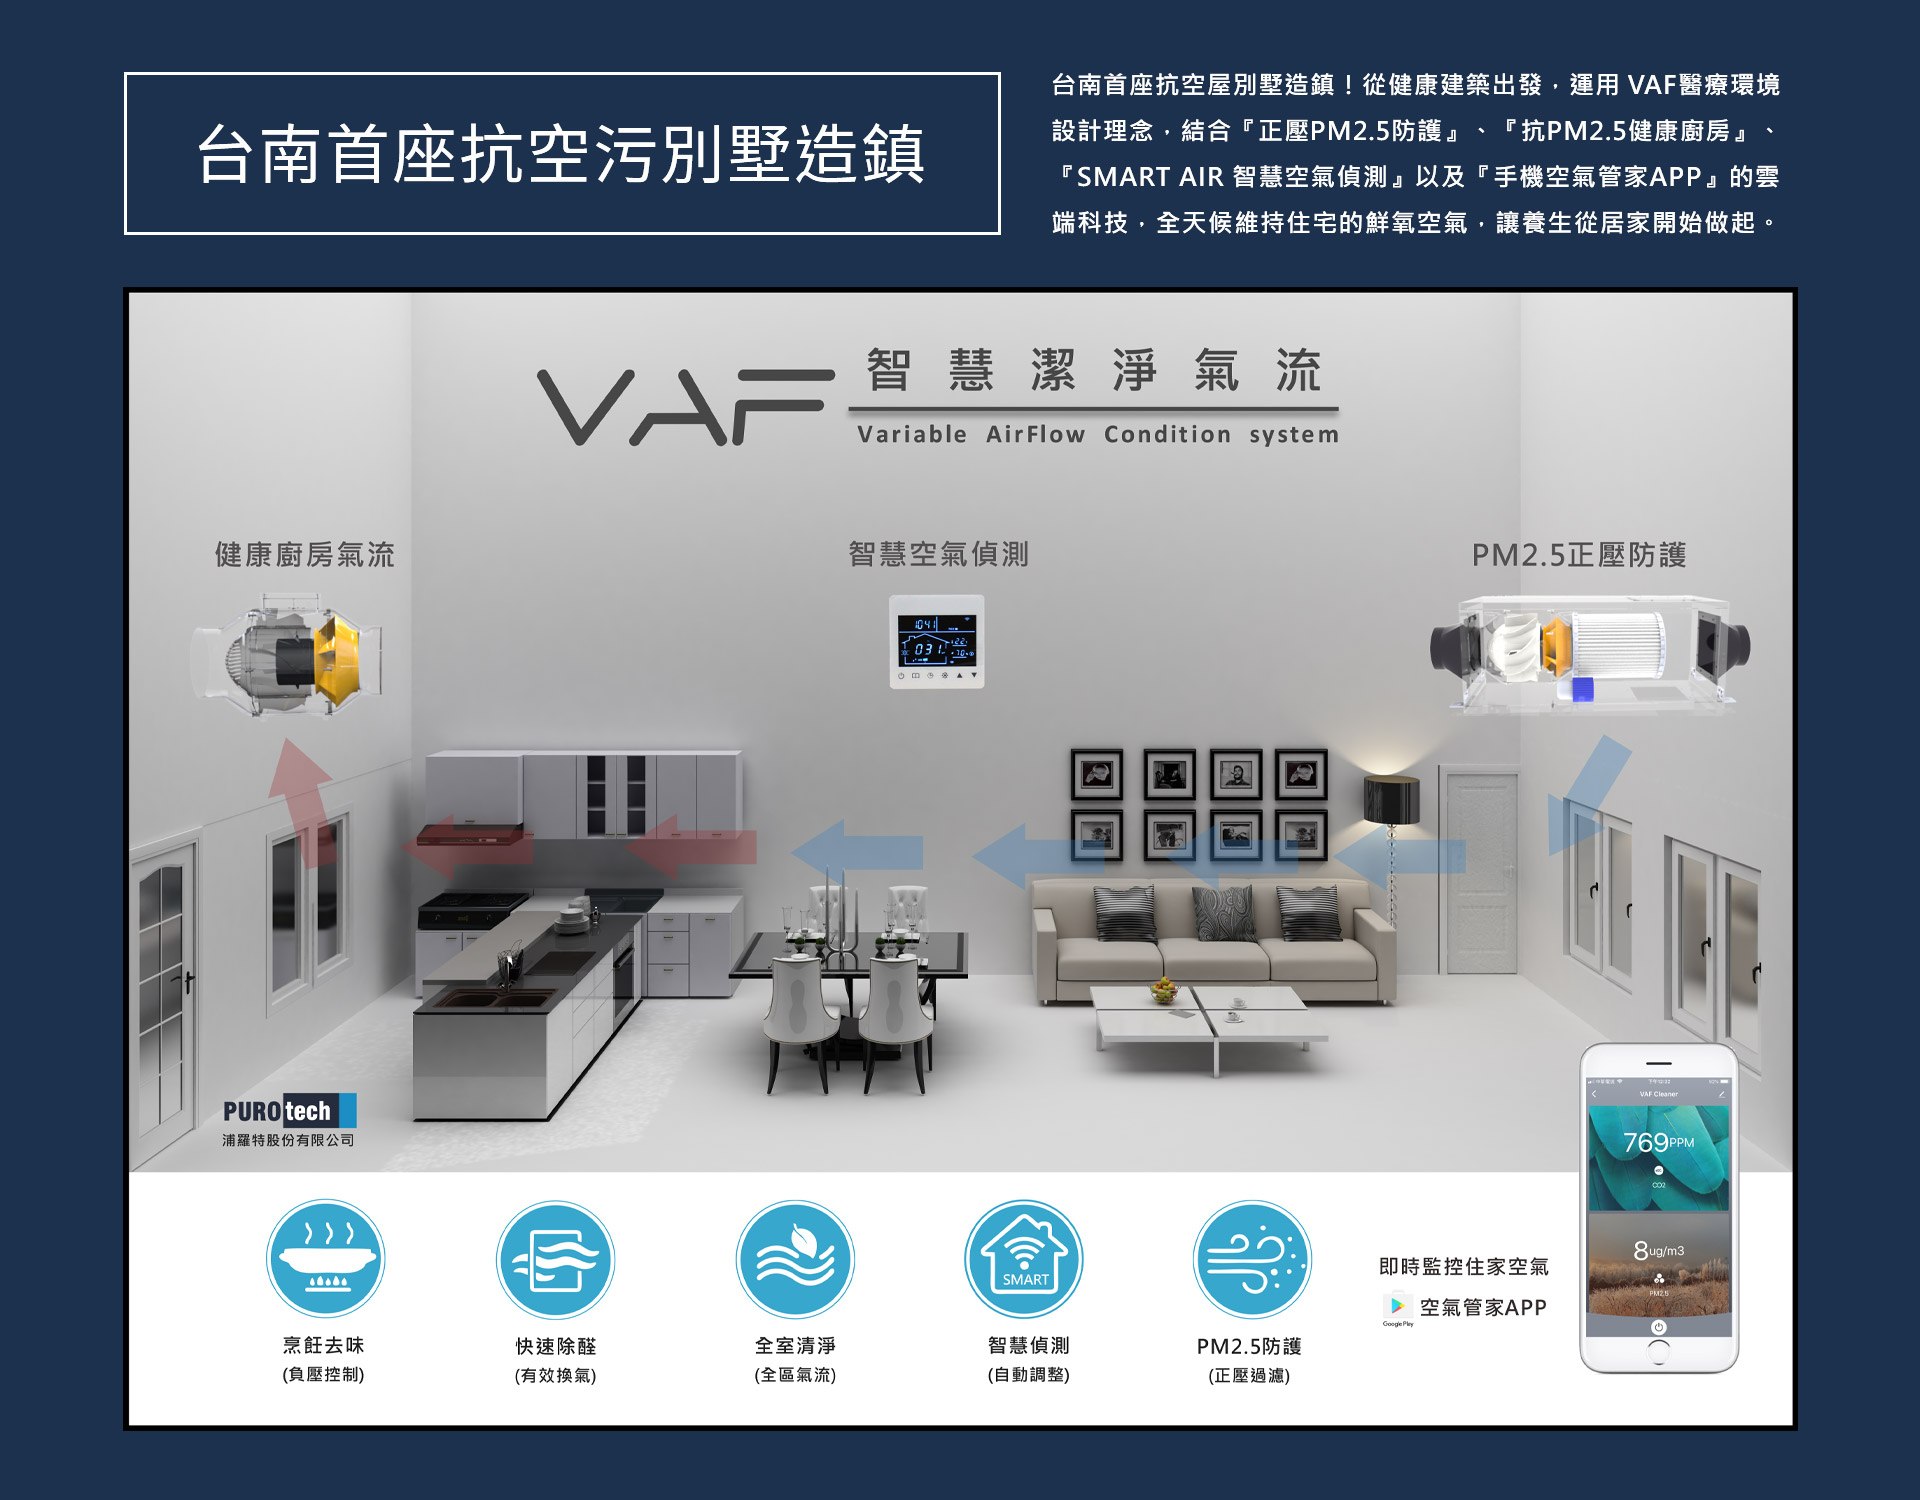 台南首座抗空污別墅造鎮
台南首座抗空屋別墅造鎮！從健康建築出發，運用 VAF醫療環境
設計理念，結合『正壓PM2.5防護』、『抗PM2.5健康廚房』、
『SMART AIR 智慧空氣偵測』以及『手機空氣管家APP』的雲
端科技，全天候維持住宅的鮮氧空氣，讓養生從居家開始做起。
VAF
智慧潔淨氣流
Variable AirFlow Condition system
健康廚房氣流
智慧空氣偵測
PM2.5正壓防護
1041
031
PUROtech
浦羅特股份有限公司
VAF Cleaner
769PPM
CO2
8ug/m3
PM2.5
SMART
烹飪去味
(負壓控制)
快速除醛
(有效換氣)
全室清淨
(全區氣流)
智慧偵測
(自動調整)
PM2.5防護
(正壓過濾)
即時監控住家空氣
Google Play
空氣管家APP